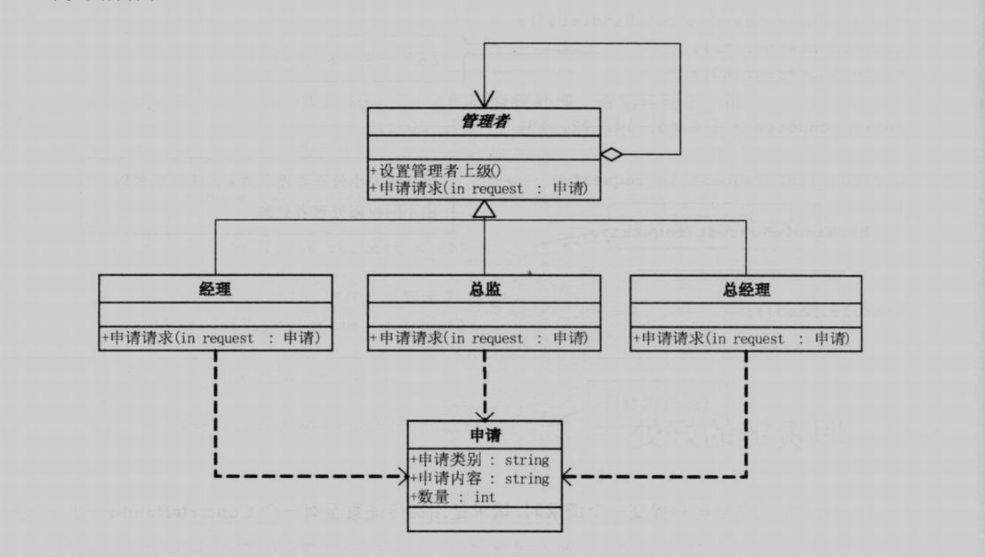 管理者
+设置管理者上级()
+申请请求(in request : 申请)
经理
+申请请求(in request : 申请)
总监
+申请请求(in request : 申请)
总经理
+申请请求(in request : 申请)
申请
+申请类别 : string
+申请内容 : string
+数量 : int